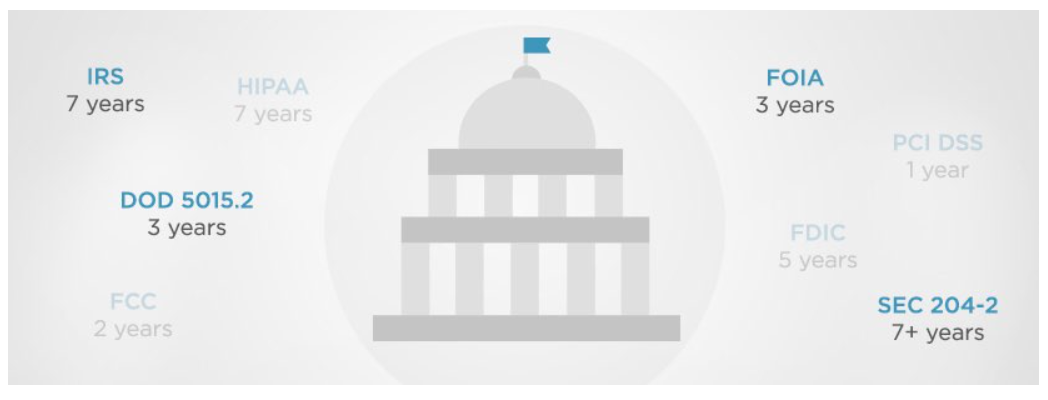 IRS
7 years
HIPAA
7 years
DOD 5015.2
3 years
FCC
2 years
FOIA
3 years
PCI DSS
1 year
FDIC
5 years
SEC 204-2
7+ years